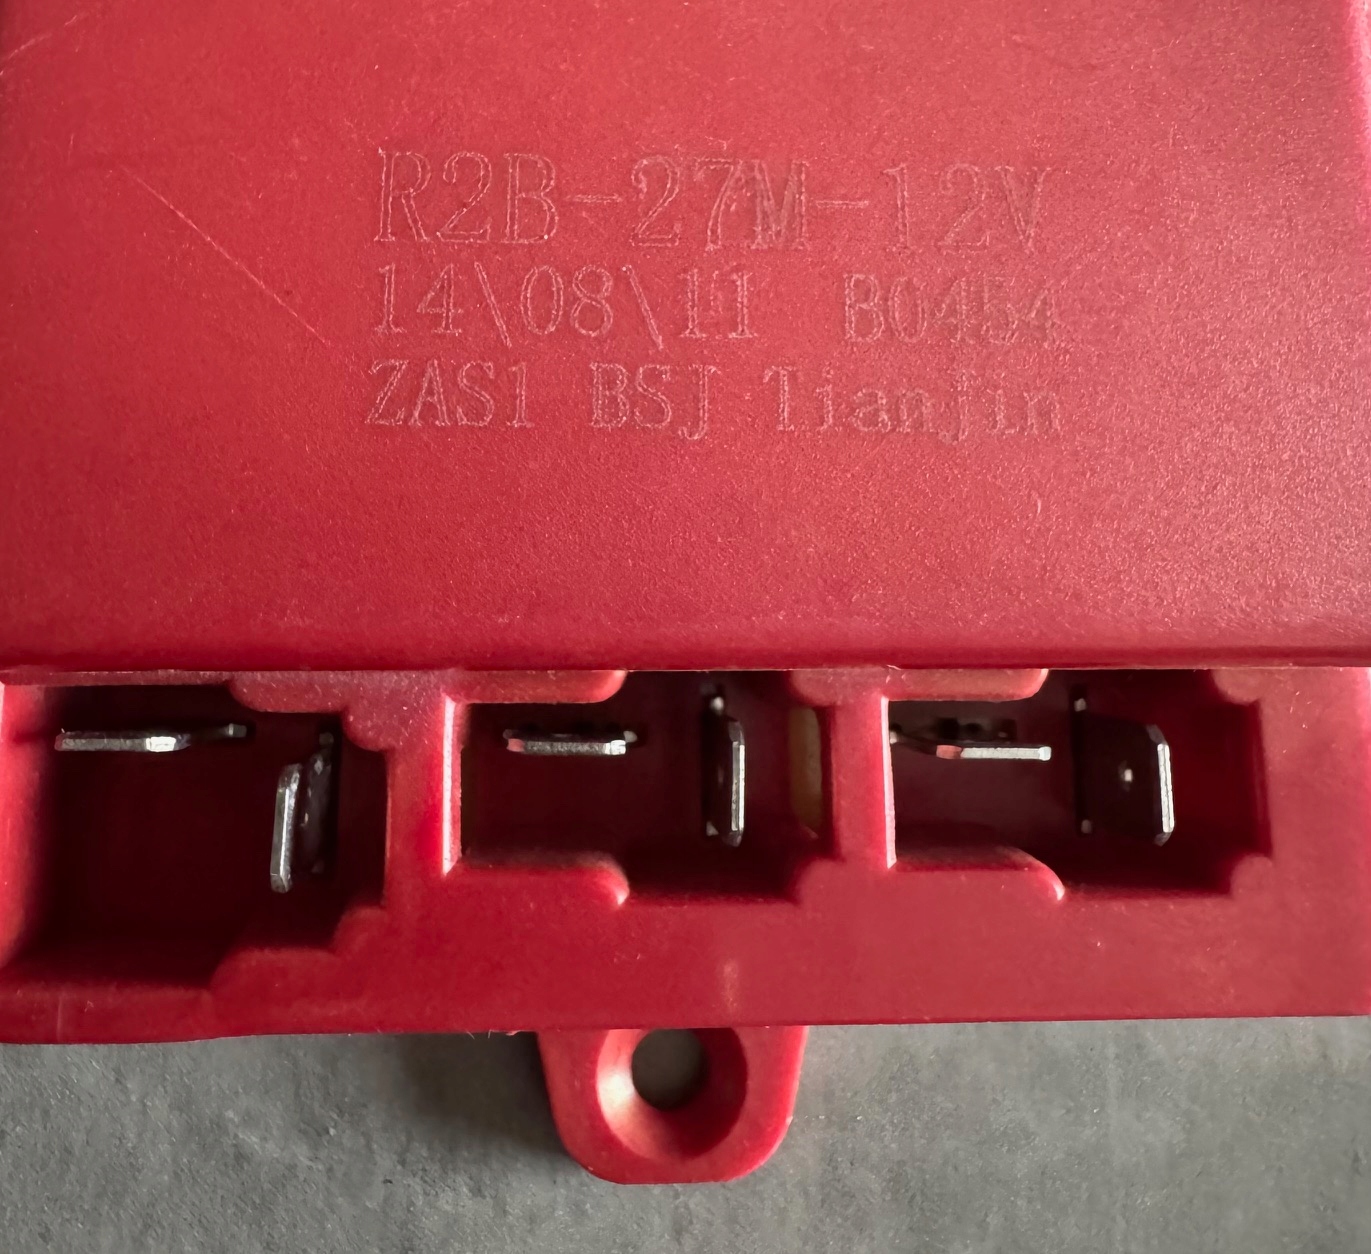 R2B-27M-12V
14\08\11 B0454
ZAS1 BSJ Tianjin